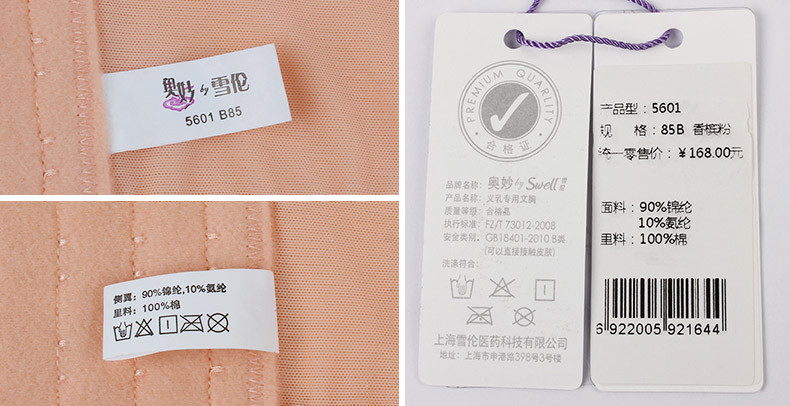 奥妙 by 雪伦
5601 B85
侧翼：90%锦纶,10%氨纶
里料：100%棉
PREMIUM QUARLITY
合格证
品牌名称：奥妙 by Swell 雪伦
产品名称：义乳专用文胸
质量等级：合格品
执行标准：FZ/T 73012-2008
安全类别：GB18401-2010 B类
(可以直接接触皮肤)
洗涤符合：
上海雪伦医药科技有限公司
上海市申港路398号3号楼
产品型：5601
规 格：85B 香槟粉
统一零售价：￥168.00元
面料：90%锦纶
10%氨纶
里料：100%棉
6 922005 921644